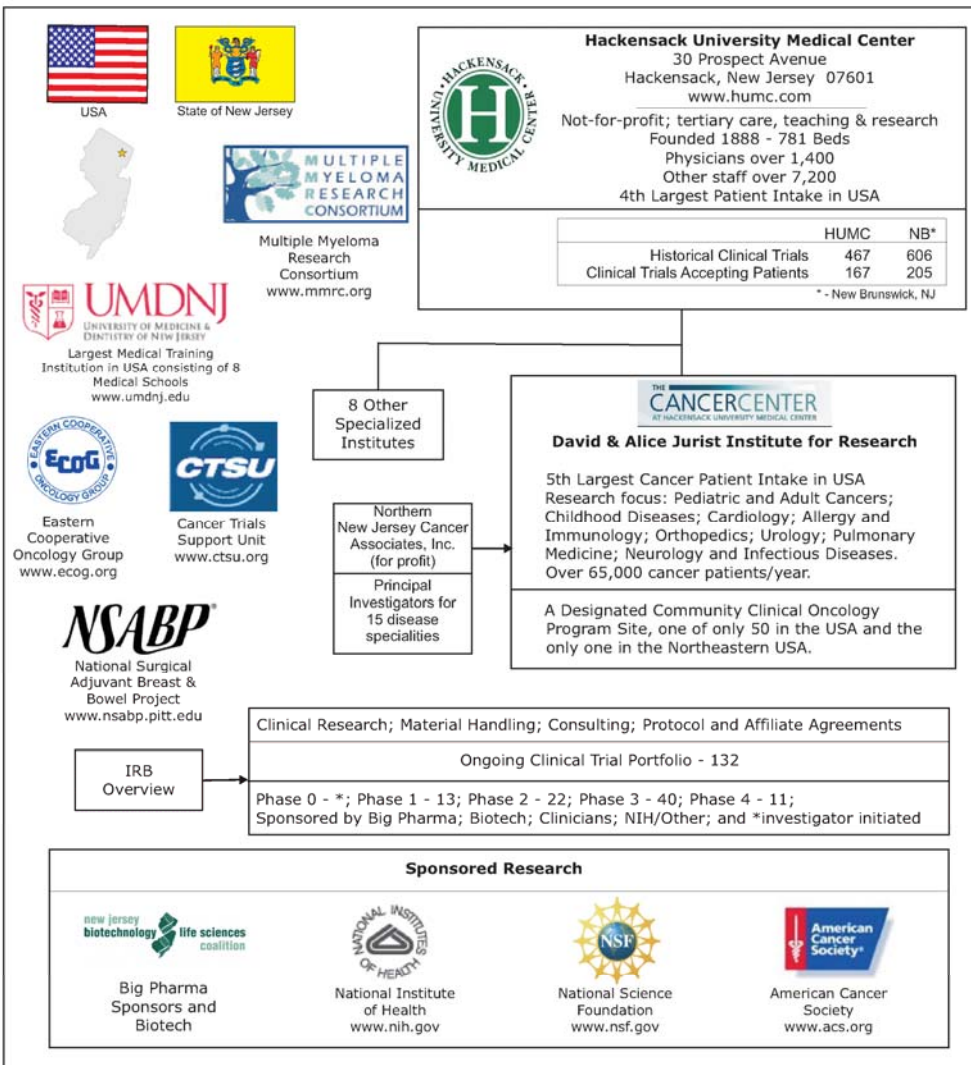 USA
State of New Jersey
HACKENSACK
UNIVERSITY MEDICAL CENTER
H
Hackensack University Medical Center
30 Prospect Avenue
Hackensack, New Jersey 07601
www.humc.com
Not-for-profit; tertiary care, teaching & research
Founded 1888 - 781 Beds
Physicians over 1,400
Other staff over 7,200
4th Largest Patient Intake in USA
HUMC NB*
Historical Clinical Trials 467 606
Clinical Trials Accepting Patients 167 205
* - New Brunswick, NJ
MULTIPLE
MYELOMA
RESEARCH
CONSORTIUM
Multiple Myeloma
Research
Consortium
www.mmrc.org
UMDNJ
UNIVERSITY OF MEDICINE &
DENTISTRY OF NEW JERSEY
Largest Medical Training
Institution in USA consisting of 8
Medical Schools
www.umdnj.edu
EASTERN COOPERATIVE
ECOG
ONCOLOGY GROUP
Eastern
Cooperative
Oncology Group
www.ecog.org
CTSU
Cancer Trials
Support Unit
www.ctsu.org
NSABP®
National Surgical
Adjuvant Breast &
Bowel Project
www.nsabp.pitt.edu
8 Other
Specialized
Institutes
THE
CANCERCENTER
AT HACKENSACK UNIVERSITY MEDICAL CENTER
David & Alice Jurist Institute for Research
5th Largest Cancer Patient Intake in USA
Research focus: Pediatric and Adult Cancers;
Childhood Diseases; Cardiology; Allergy and
Immunology; Orthopedics; Urology; Pulmonary
Medicine; Neurology and Infectious Diseases.
Over 65,000 cancer patients/year.
A Designated Community Clinical Oncology
Program Site, one of only 50 in the USA and the
only one in the Northeastern USA.
Northern
New Jersey Cancer
Associates, Inc.
(for profit)
Principal
Investigators for
15 disease
specialities
IRB
Overview
Clinical Research; Material Handling; Consulting; Protocol and Affiliate Agreements
Ongoing Clinical Trial Portfolio - 132
Phase 0 - *; Phase 1 - 13; Phase 2 - 22; Phase 3 - 40; Phase 4 - 11;
Sponsored by Big Pharma; Biotech; Clinicians; NIH/Other; and *investigator initiated
Sponsored Research
new jersey
biotechnology life sciences
coalition
Big Pharma
Sponsors and
Biotech
NATIONAL INSTITUTES
OF HEALTH
National Institute
of Health
www.nih.gov
NSF
National Science
Foundation
www.nsf.gov
American
Cancer
Society®
American Cancer
Society
www.acs.org